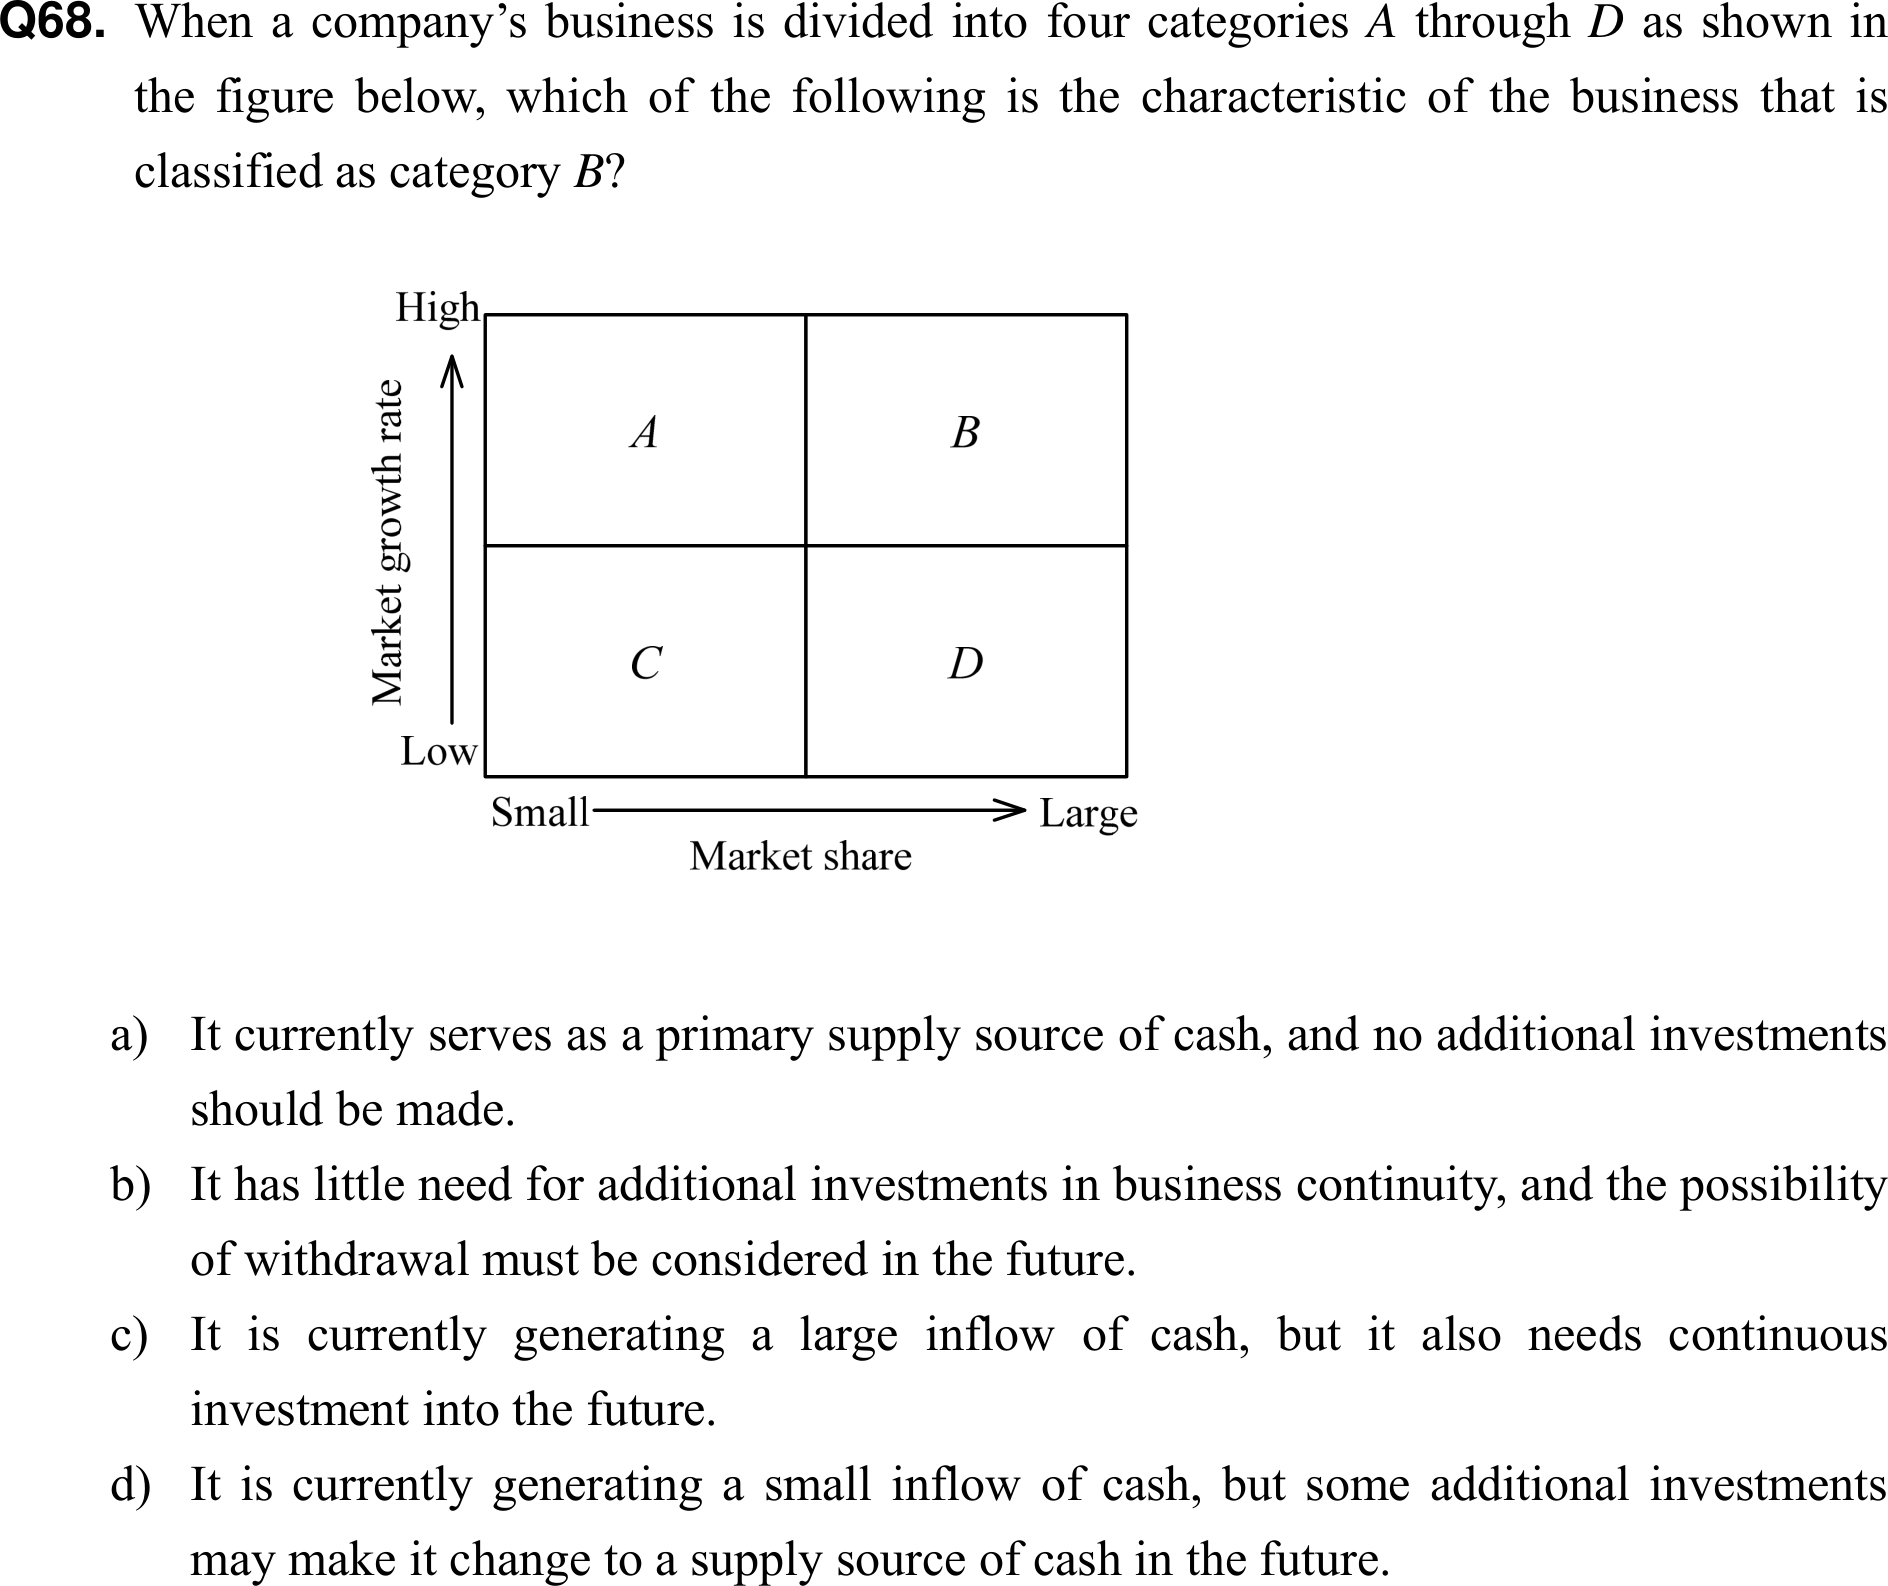 Q68. When a company’s business is divided into four categories A through D as shown in
the figure below, which of the following is the characteristic of the business that is
classified as category B?
High
A
B
Market growth rate
C
D
Low
Small
Large
Market share
a) It currently serves as a primary supply source of cash, and no additional investments
should be made.
b) It has little need for additional investments in business continuity, and the possibility
of withdrawal must be considered in the future.
c) It is currently generating a large inflow of cash, but it also needs continuous
investment into the future.
d) It is currently generating a small inflow of cash, but some additional investments
may make it change to a supply source of cash in the future.